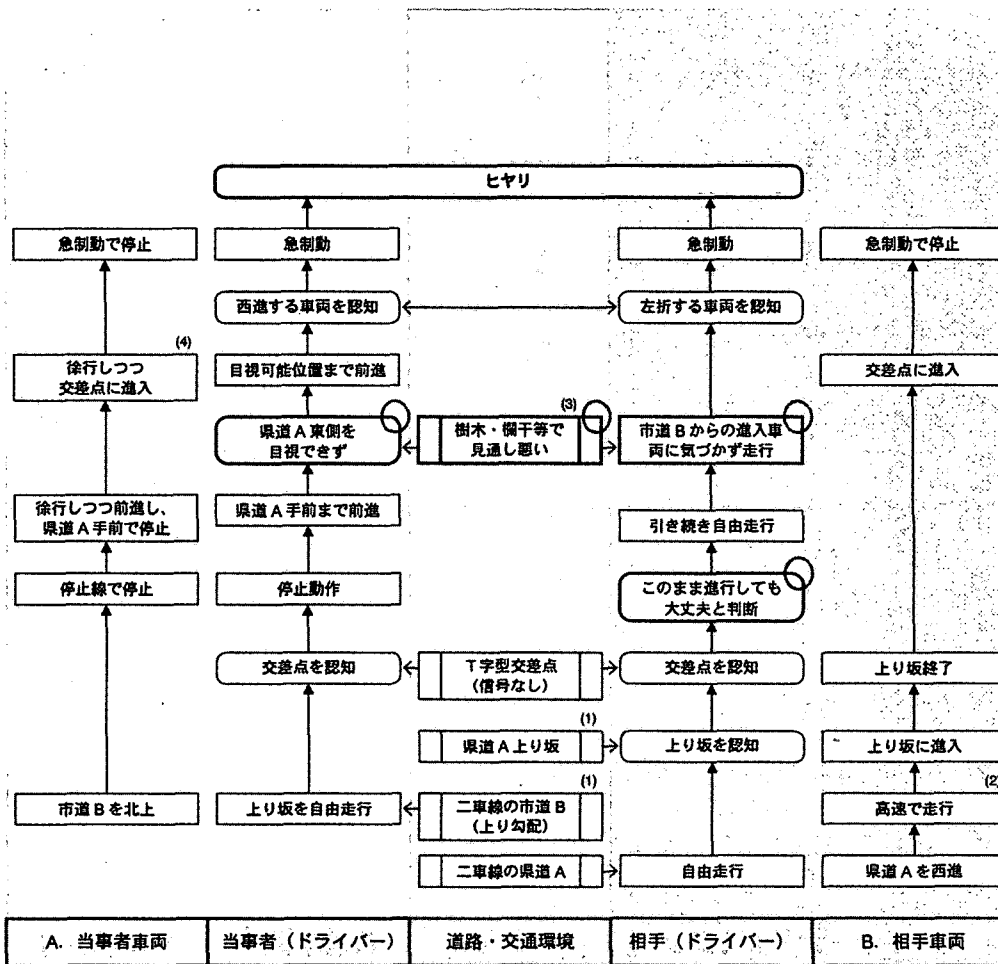 ヒヤリ
急制動で停止
急制動
急制動
急制動で停止
西進する車両を認知
左折する車両を認知
(4)
徐行しつつ
交差点に進入
目視可能位置まで前進
交差点に進入
(3)
県道A東側を
目視できず
樹木・欄干等で
見通し悪い
市道Bからの進入車
両に気づかず走行
徐行しつつ前進し、
県道A手前で停止
県道A手前まで前進
引き続き自由走行
停止線で停止
停止動作
このまま進行しても
大丈夫と判断
交差点を認知
T字型交差点
(信号なし)
交差点を認知
上り坂終了
(1)
県道A上り坂
上り坂を認知
上り坂に進入
(1)
(2)
市道Bを北上
上り坂を自由走行
二車線の市道B
(上り勾配)
高速で走行
二車線の県道A
自由走行
県道Aを西進
A. 当事者車両
当事者(ドライバー)
道路・交通環境
相手(ドライバー)
B. 相手車両